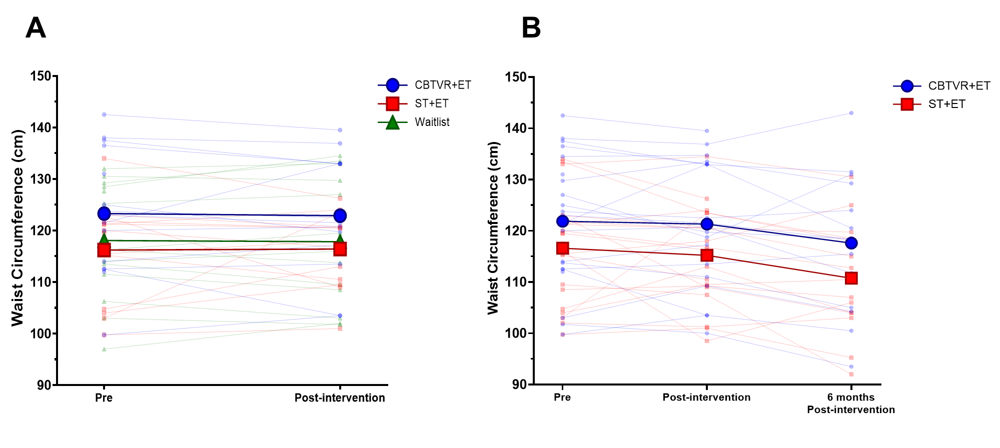 A
Waist Circumference (cm)
150
140
130
120
110
100
90
Pre
Post-intervention
CBTVR+ET
ST+ET
Waitlist
B
Waist Circumference (cm)
150
140
130
120
110
100
90
Pre
Post-intervention
6 months
Post-intervention
CBTVR+ET
ST+ET